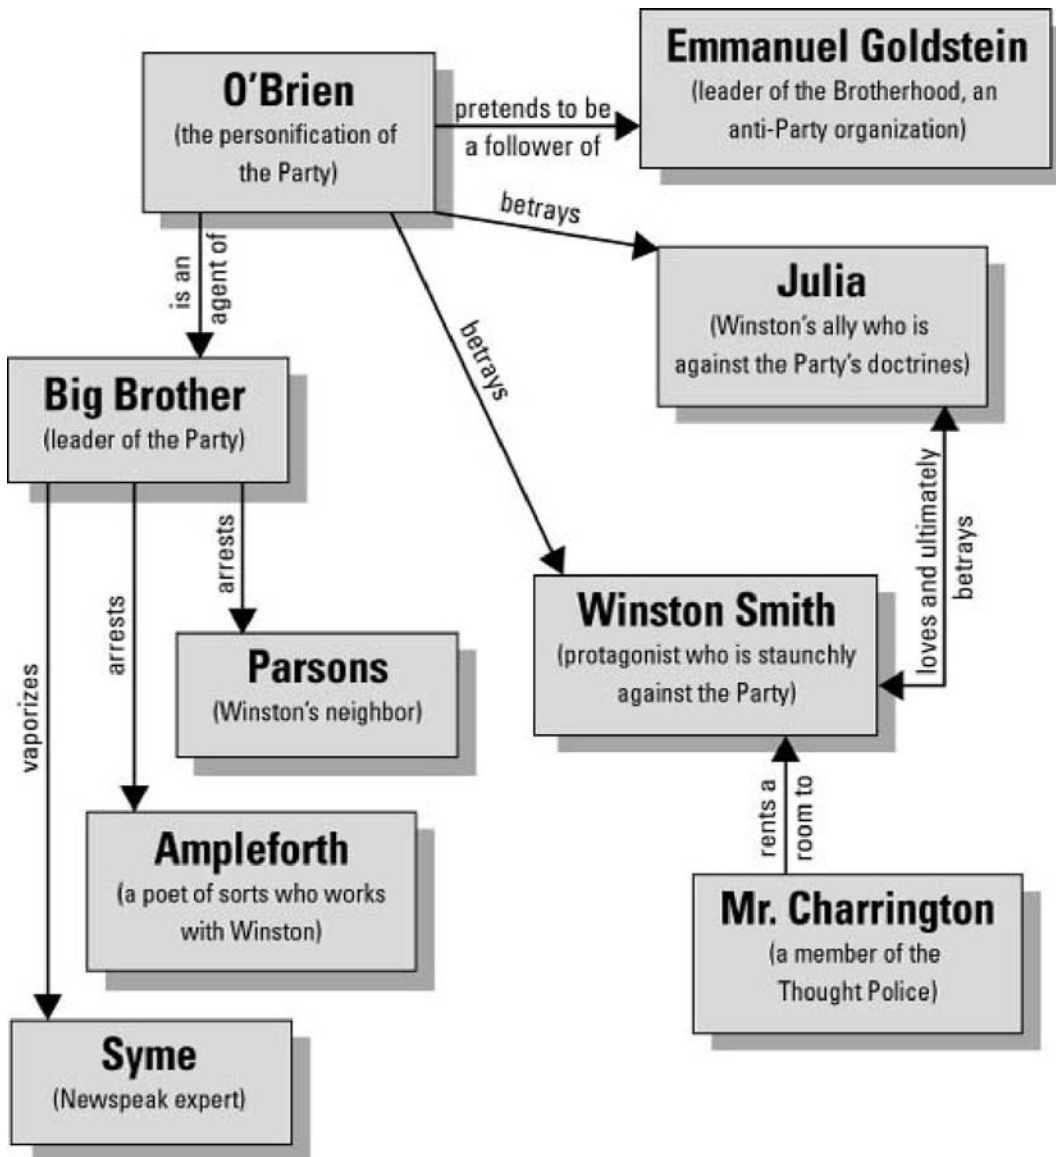 O'Brien
(the personification of
the Party)
pretends to be
a follower of
Emmanuel Goldstein
(leader of the Brotherhood, an
anti-Party organization)
betrays
is an
agent of
betrays
Julia
(Winston's ally who is
against the Party's doctrines)
Big Brother
(leader of the Party)
loves and ultimately
betrays
vaporizes
arrests
arrests
Parsons
(Winston's neighbor)
Winston Smith
(protagonist who is staunchly
against the Party)
rents a
room to
Ampleforth
(a poet of sorts who works
with Winston)
Mr. Charrington
(a member of the
Thought Police)
Syme
(Newspeak expert)